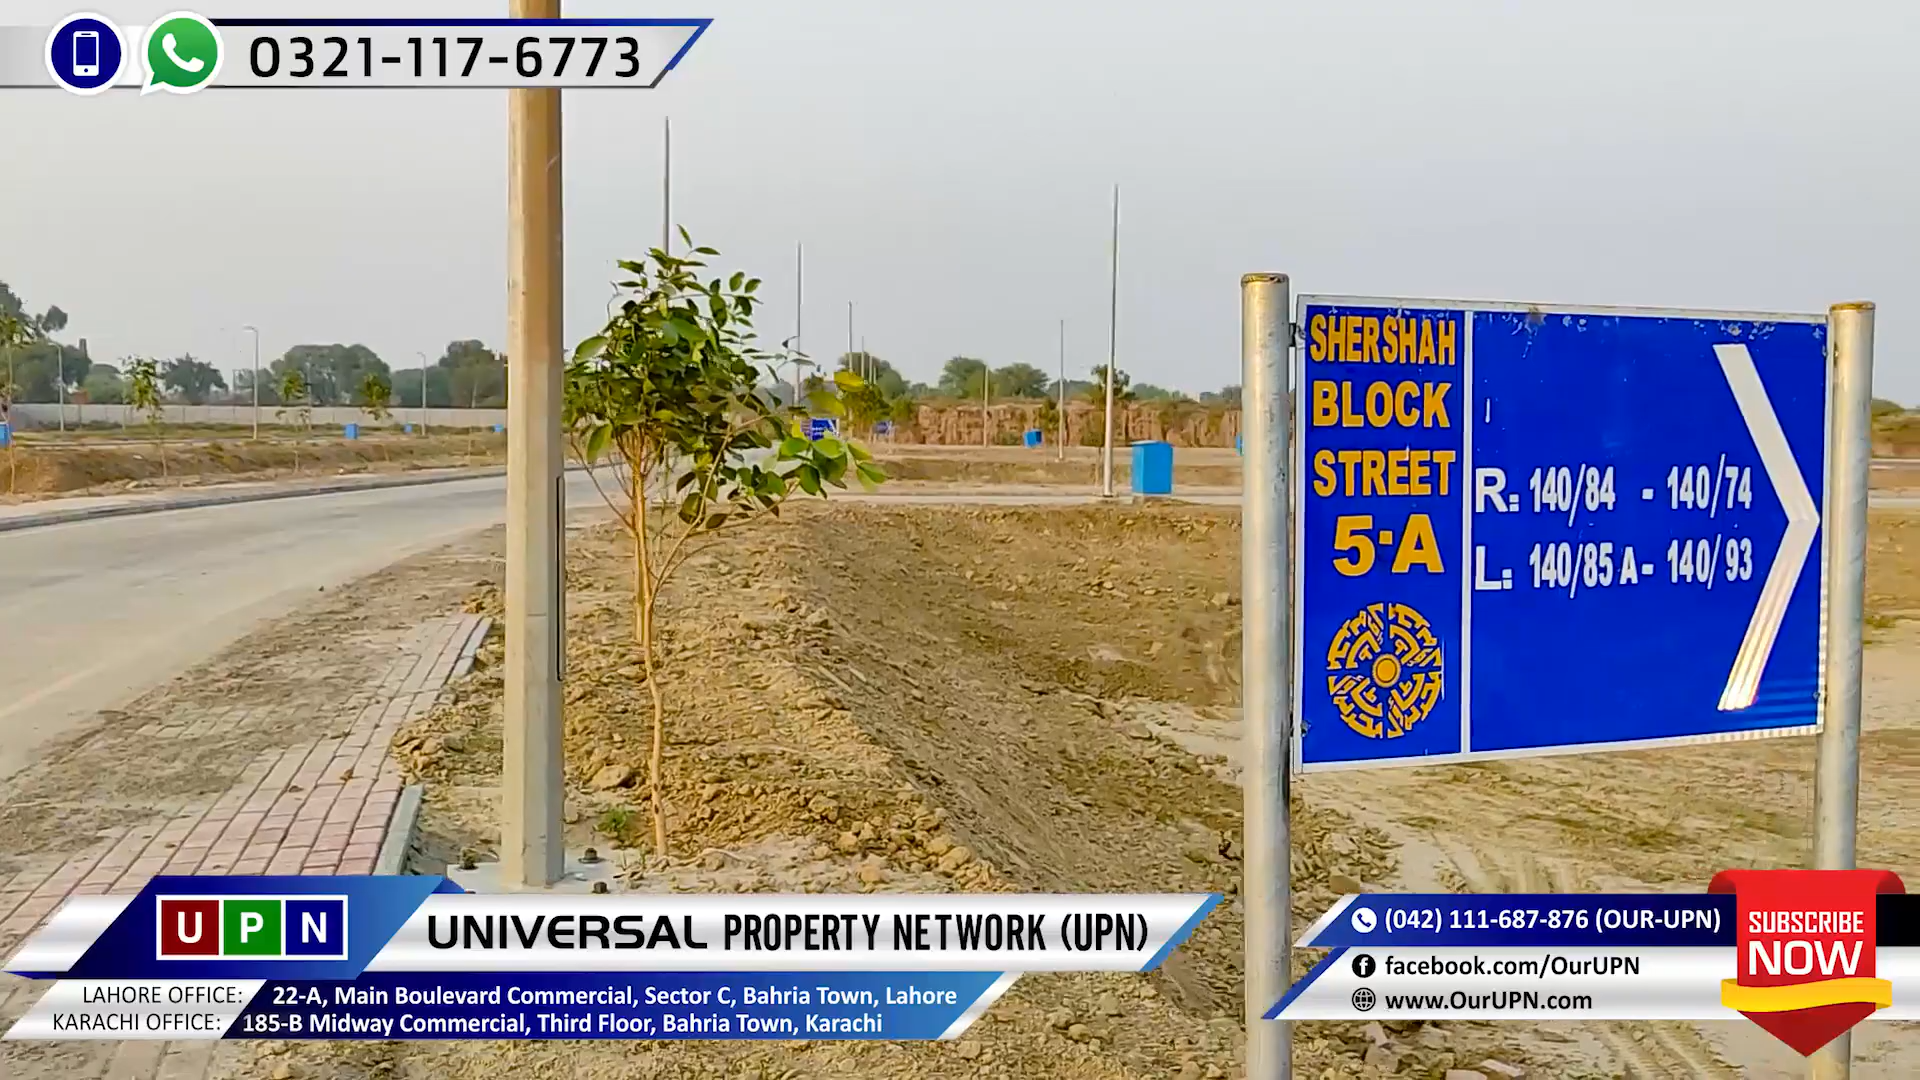 0321-117-6773
SHERSHAH
BLOCK
STREET
5-A
R: 140/84 - 140/74
L: 140/85 A - 140/93
UPN
UNIVERSAL PROPERTY NETWORK (UPN)
LAHORE OFFICE: 22-A, Main Boulevard Commercial, Sector C, Bahria Town, Lahore
KARACHI OFFICE: 185-B Midway Commercial, Third Floor, Bahria Town, Karachi
(042) 111-687-876 (OUR-UPN)
facebook.com/OurUPN
www.OurUPN.com
SUBSCRIBE
NOW